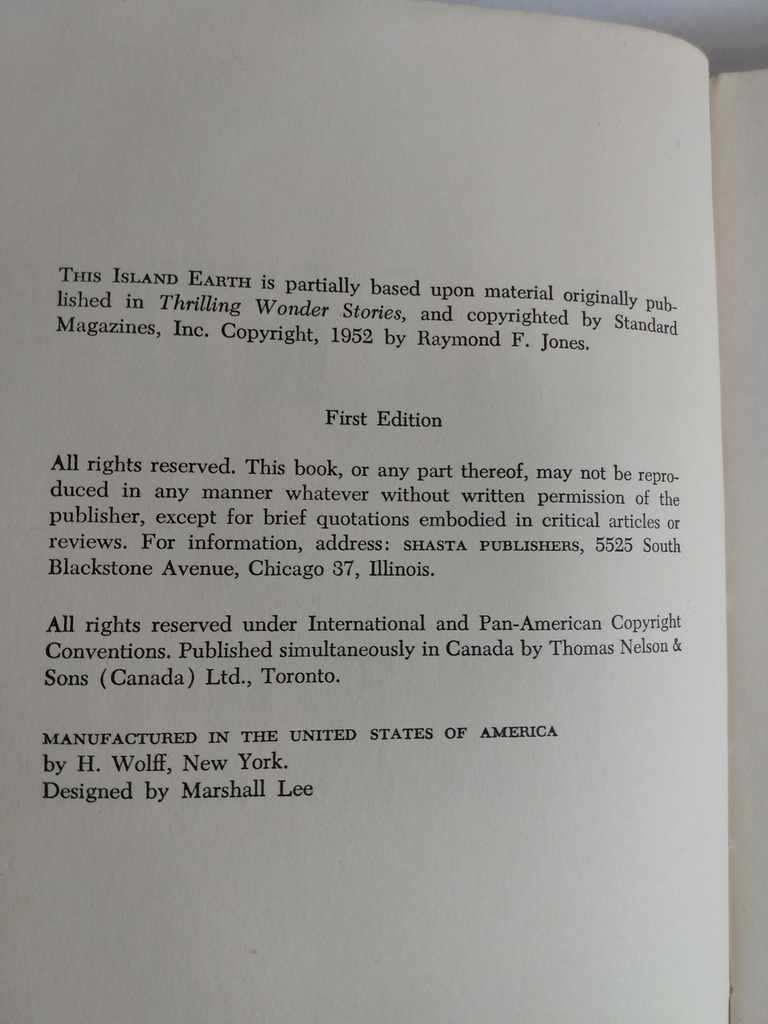 THIS ISLAND EARTH is partially based upon material originally pub-
lished in Thrilling Wonder Stories, and copyrighted by Standard
Magazines, Inc. Copyright, 1952 by Raymond F. Jones.
First Edition
All rights reserved. This book, or any part thereof, may not be repro-
duced in any manner whatever without written permission of the
publisher, except for brief quotations embodied in critical articles or
reviews. For information, address: SHASTA PUBLISHERS, 5525 South
Blackstone Avenue, Chicago 37, Illinois.
All rights reserved under International and Pan-American Copyright
Conventions. Published simultaneously in Canada by Thomas Nelson &
Sons (Canada) Ltd., Toronto.
MANUFACTURED IN THE UNITED STATES OF AMERICA
by H. Wolff, New York.
Designed by Marshall Lee